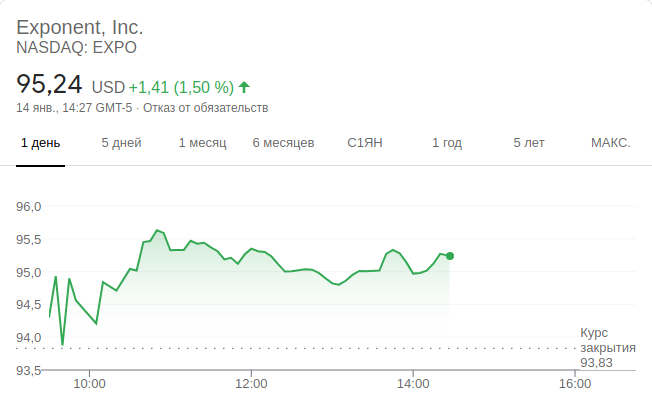 Exponent, Inc.
NASDAQ: EXPO
95,24 USD +1,41 (1,50 %)
14 янв., 14:27 GMT-5 · Отказ от обязательств
1 день 5 дней 1 месяц 6 месяцев С1ЯН 1 год 5 лет МАКС.
96,0
95,5
95,0
94,5
94,0
93,5
Курс
закрытия
93,83
10:00 12:00 14:00 16:00